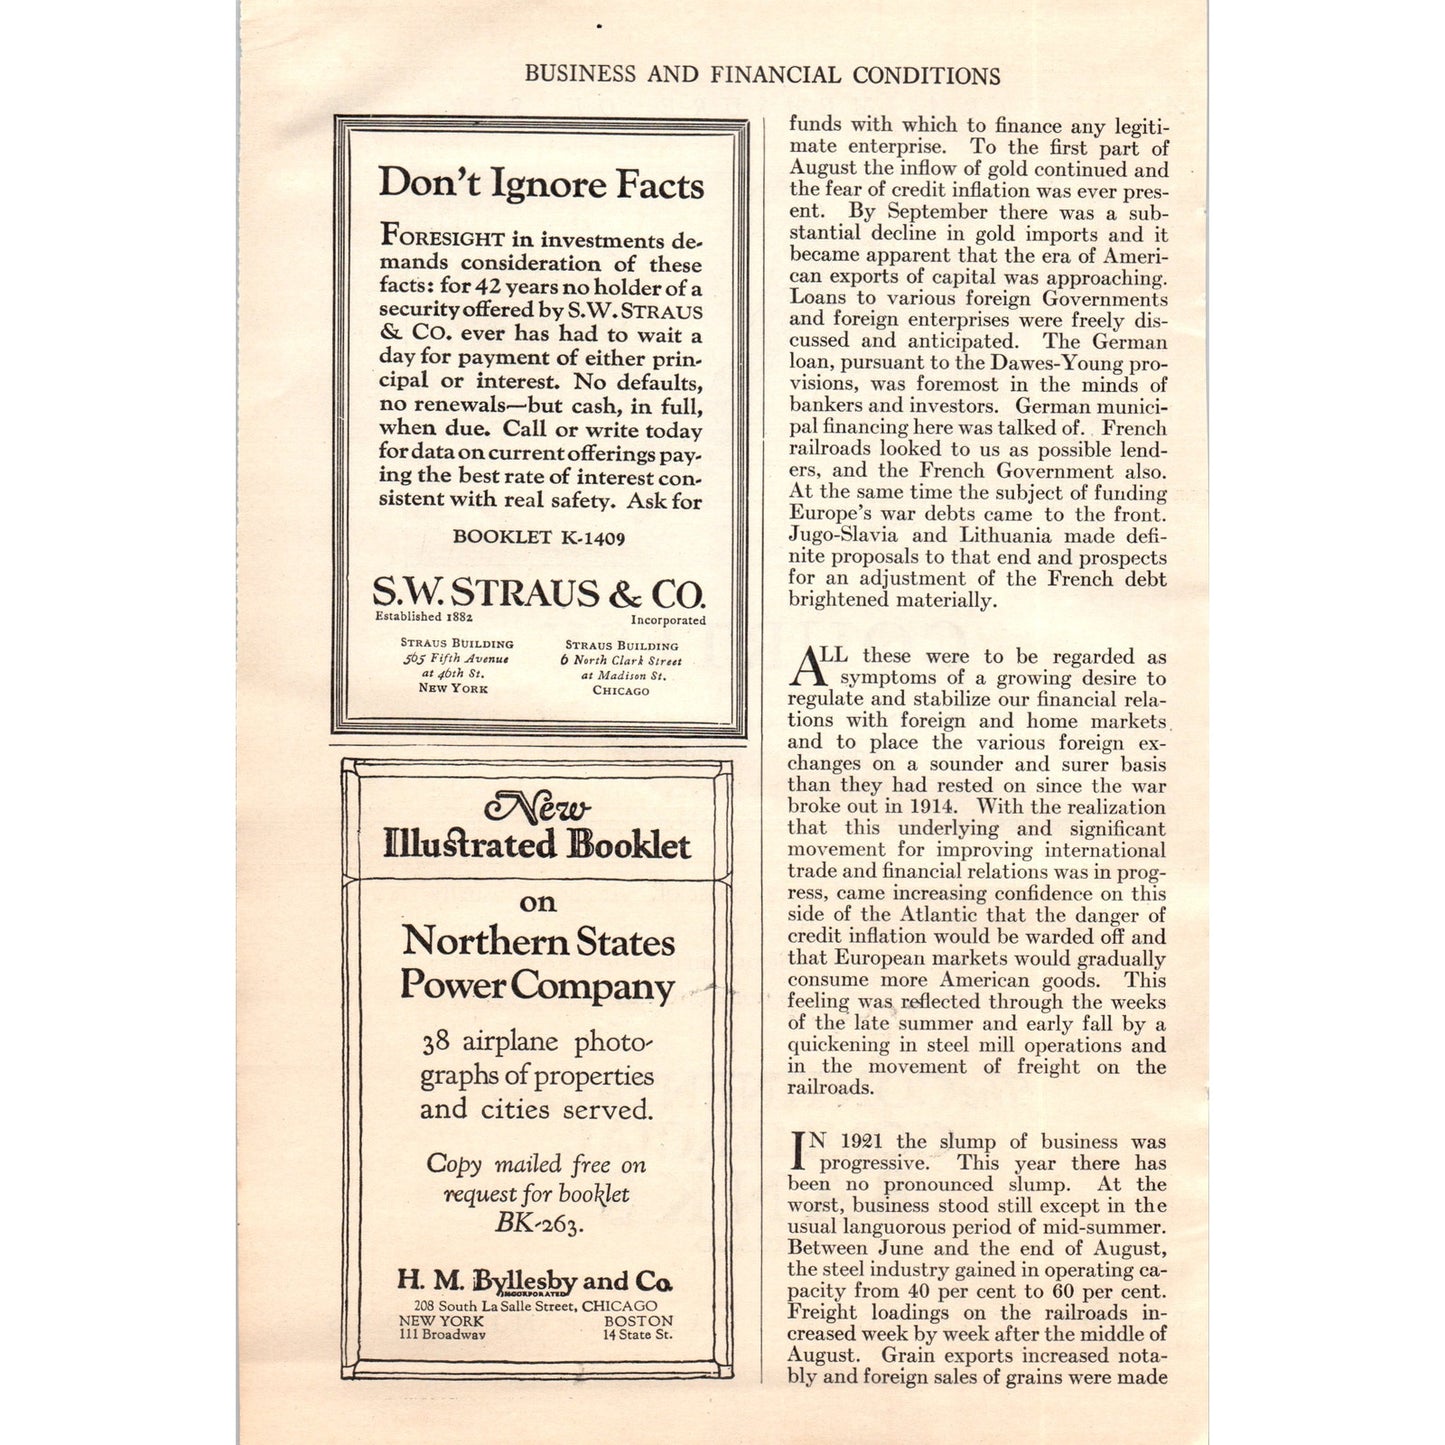 BUSINESS AND FINANCIAL CONDITIONS
Don't Ignore Facts
FORESIGHT in investments de-
mands consideration of these
facts: for 42 years no holder of a
security offered by S.W. STRAUS
& CO. ever has had to wait a
day for payment of either prin-
cipal or interest. No defaults,
no renewals—but cash, in full,
when due. Call or write today
for data on current offerings pay-
ing the best rate of interest con-
sistent with real safety. Ask for
BOOKLET K-1409
S.W. STRAUS & CO.
Established 1882 Incorporated
STRAUS BUILDING
565 Fifth Avenue
at 46th St.
NEW YORK
STRAUS BUILDING
6 North Clark Street
at Madison St.
CHICAGO
New
Illustrated Booklet
on
Northern States
Power Company
38 airplane photo-
graphs of properties
and cities served.
Copy mailed free on
request for booklet
BK-263.
H. M. Byllesby and Co.
INCORPORATED
208 South La Salle Street, CHICAGO
NEW YORK BOSTON
111 Broadway 14 State St.
funds with which to finance any legiti-
mate enterprise. To the first part of
August the inflow of gold continued and
the fear of credit inflation was ever pres-
ent. By September there was a sub-
stantial decline in gold imports and it
became apparent that the era of Ameri-
can exports of capital was approaching.
Loans to various foreign Governments
and foreign enterprises were freely dis-
cussed and anticipated. The German
loan, pursuant to the Dawes-Young pro-
visions, was foremost in the minds of
bankers and investors. German munici-
pal financing here was talked of. French
railroads looked to us as possible lend-
ers, and the French Government also.
At the same time the subject of funding
Europe's war debts came to the front.
Jugo-Slavia and Lithuania made defi-
nite proposals to that end and prospects
for an adjustment of the French debt
brightened materially.
ALL these were to be regarded as
symptoms of a growing desire to
regulate and stabilize our financial rela-
tions with foreign and home markets
and to place the various foreign ex-
changes on a sounder and surer basis
than they had rested on since the war
broke out in 1914. With the realization
that this underlying and significant
movement for improving international
trade and financial relations was in prog-
ress, came increasing confidence on this
side of the Atlantic that the danger of
credit inflation would be warded off and
that European markets would gradually
consume more American goods. This
feeling was reflected through the weeks
of the late summer and early fall by a
quickening in steel mill operations and
in the movement of freight on the
railroads.
IN 1921 the slump of business was
progressive. This year there has
been no pronounced slump. At the
worst, business stood still except in the
usual languorous period of mid-summer.
Between June and the end of August,
the steel industry gained in operating ca-
pacity from 40 per cent to 60 per cent.
Freight loadings on the railroads in-
creased week by week after the middle of
August. Grain exports increased nota-
bly and foreign sales of grains were made